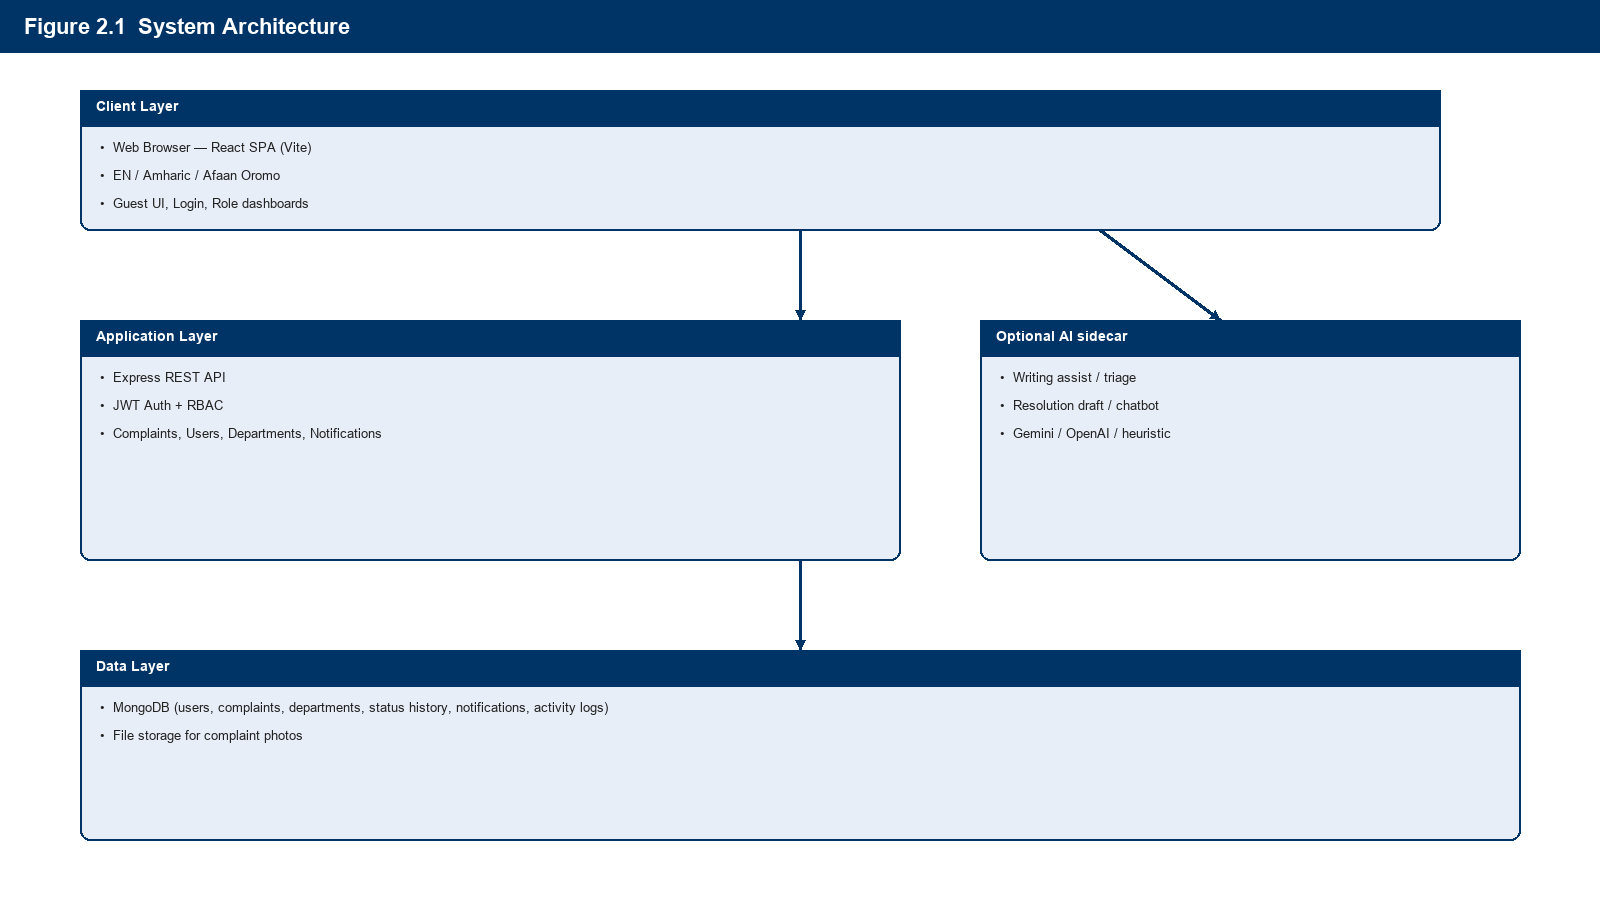 Figure 2.1  System Architecture
Client Layer
• Web Browser — React SPA (Vite)
• EN / Amharic / Afaan Oromo
• Guest UI, Login, Role dashboards
Application Layer
• Express REST API
• JWT Auth + RBAC
• Complaints, Users, Departments, Notifications
Optional AI sidecar
• Writing assist / triage
• Resolution draft / chatbot
• Gemini / OpenAI / heuristic
Data Layer
• MongoDB (users, complaints, departments, status history, notifications, activity logs)
• File storage for complaint photos